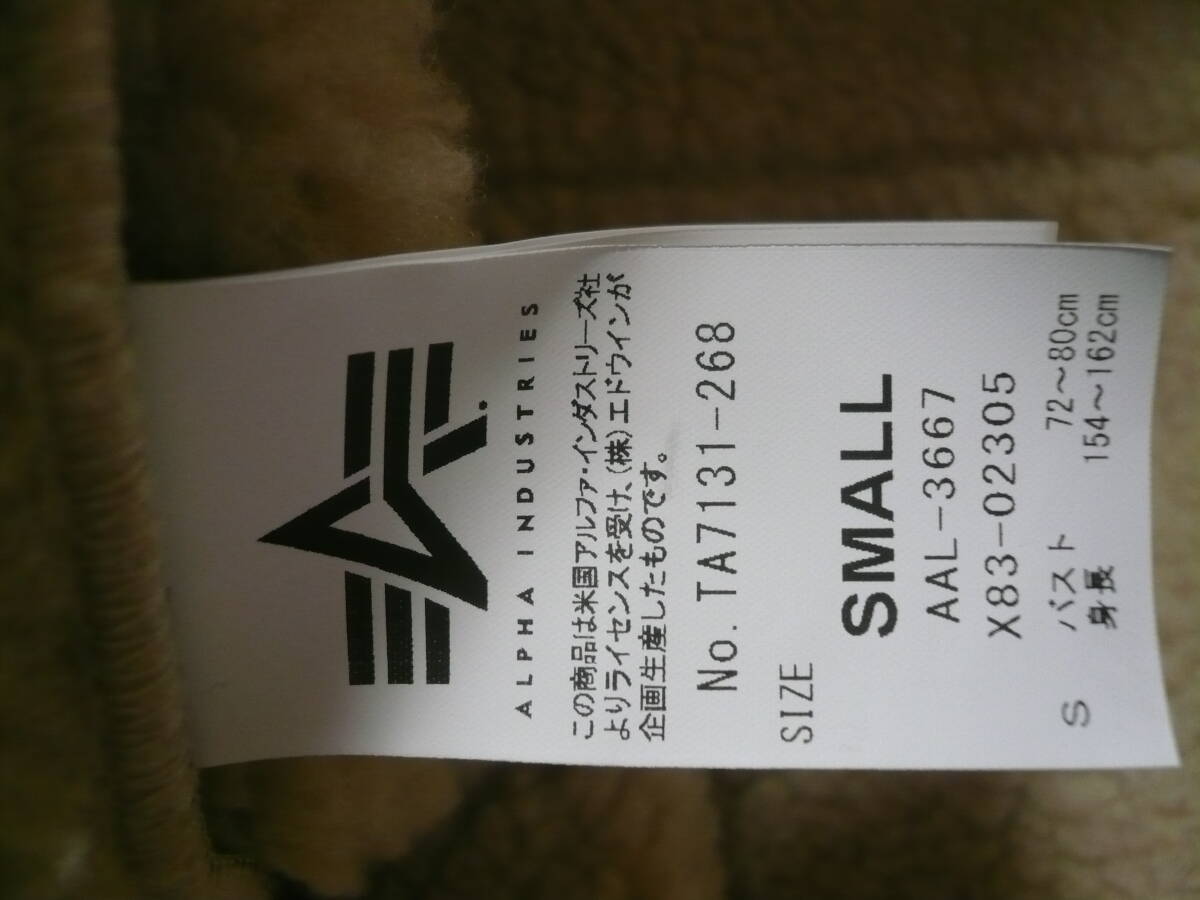 ALPHA INDUSTRIES
この商品は米国アルファ・インダストリーズ社
よりライセンスを受け、(株)エドウインが
企画生産したものです。
No. TA7131-268
SIZE
SMALL
AAL-3667
X83-02305
S バスト 72～80cm
身長 154～162cm